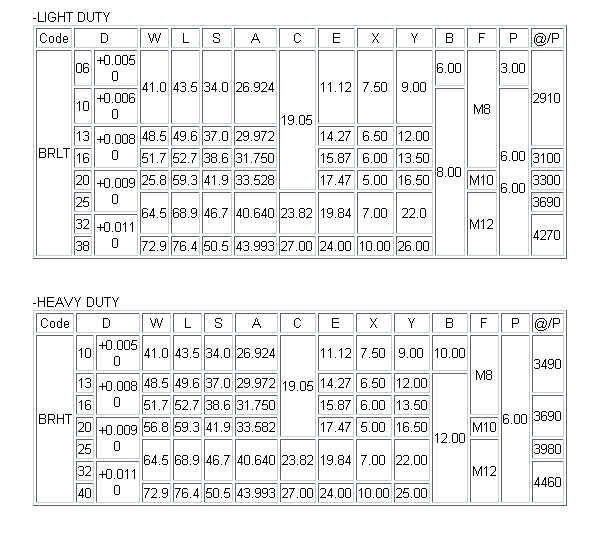 -LIGHT DUTY
Code D W L S A C E X Y B F P @/P
BRLT
06 +0.005 0 41.0 43.5 34.0 26.924 19.05 11.12 7.50 9.00 6.00 M8 3.00 2910
10 +0.006 0 8.00 6.00 6.00
13 +0.008 0 48.5 49.6 37.0 29.972 14.27 6.50 12.00
16 51.7 52.7 38.6 31.750 15.87 6.00 13.50 3100
20 +0.009 0 25.8 59.3 41.9 33.528 17.47 5.00 16.50 M10 3300
25 64.5 68.9 46.7 40.640 23.82 19.84 7.00 22.0 M12 3690
32 +0.011 0 4270
38 72.9 76.4 50.5 43.993 27.00 24.00 10.00 26.00
-HEAVY DUTY
Code D W L S A C E X Y B F P @/P
BRHT
10 +0.005 0 41.0 43.5 34.0 26.924 19.05 11.12 7.50 9.00 10.00 M8 6.00 3490
13 +0.008 0 48.5 49.6 37.0 29.972 14.27 6.50 12.00 12.00
16 51.7 52.7 38.6 31.750 15.87 6.00 13.50 3690
20 +0.009 0 56.8 59.3 41.9 33.582 17.47 5.00 16.50 M10
25 64.5 68.9 46.7 40.640 23.82 19.84 7.00 22.00 M12 3980
32 +0.011 0 4460
40 72.9 76.4 50.5 43.993 27.00 24.00 10.00 25.00